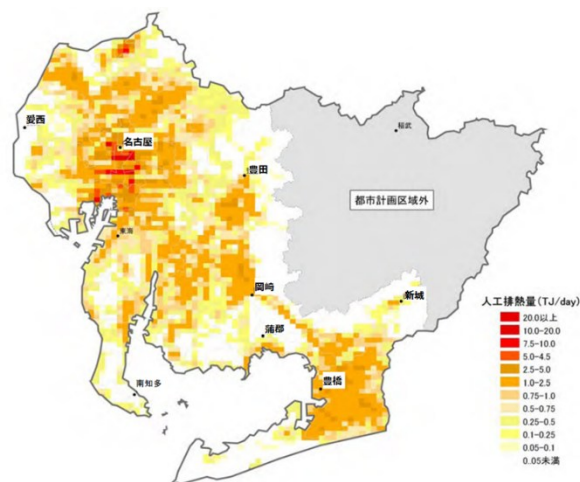 愛西
名古屋
稲武
豊田
都市計画区域外
東海
岡崎
新城
蒲郡
豊橋
南知多
人工排熱量(TJ/day)
20.0以上
10.0-20.0
7.5-10.0
5.0-4.5
2.5-5.0
1.0-2.5
0.75-1.0
0.5-0.75
0.25-0.5
0.1-0.25
0.05-0.1
0.05未満